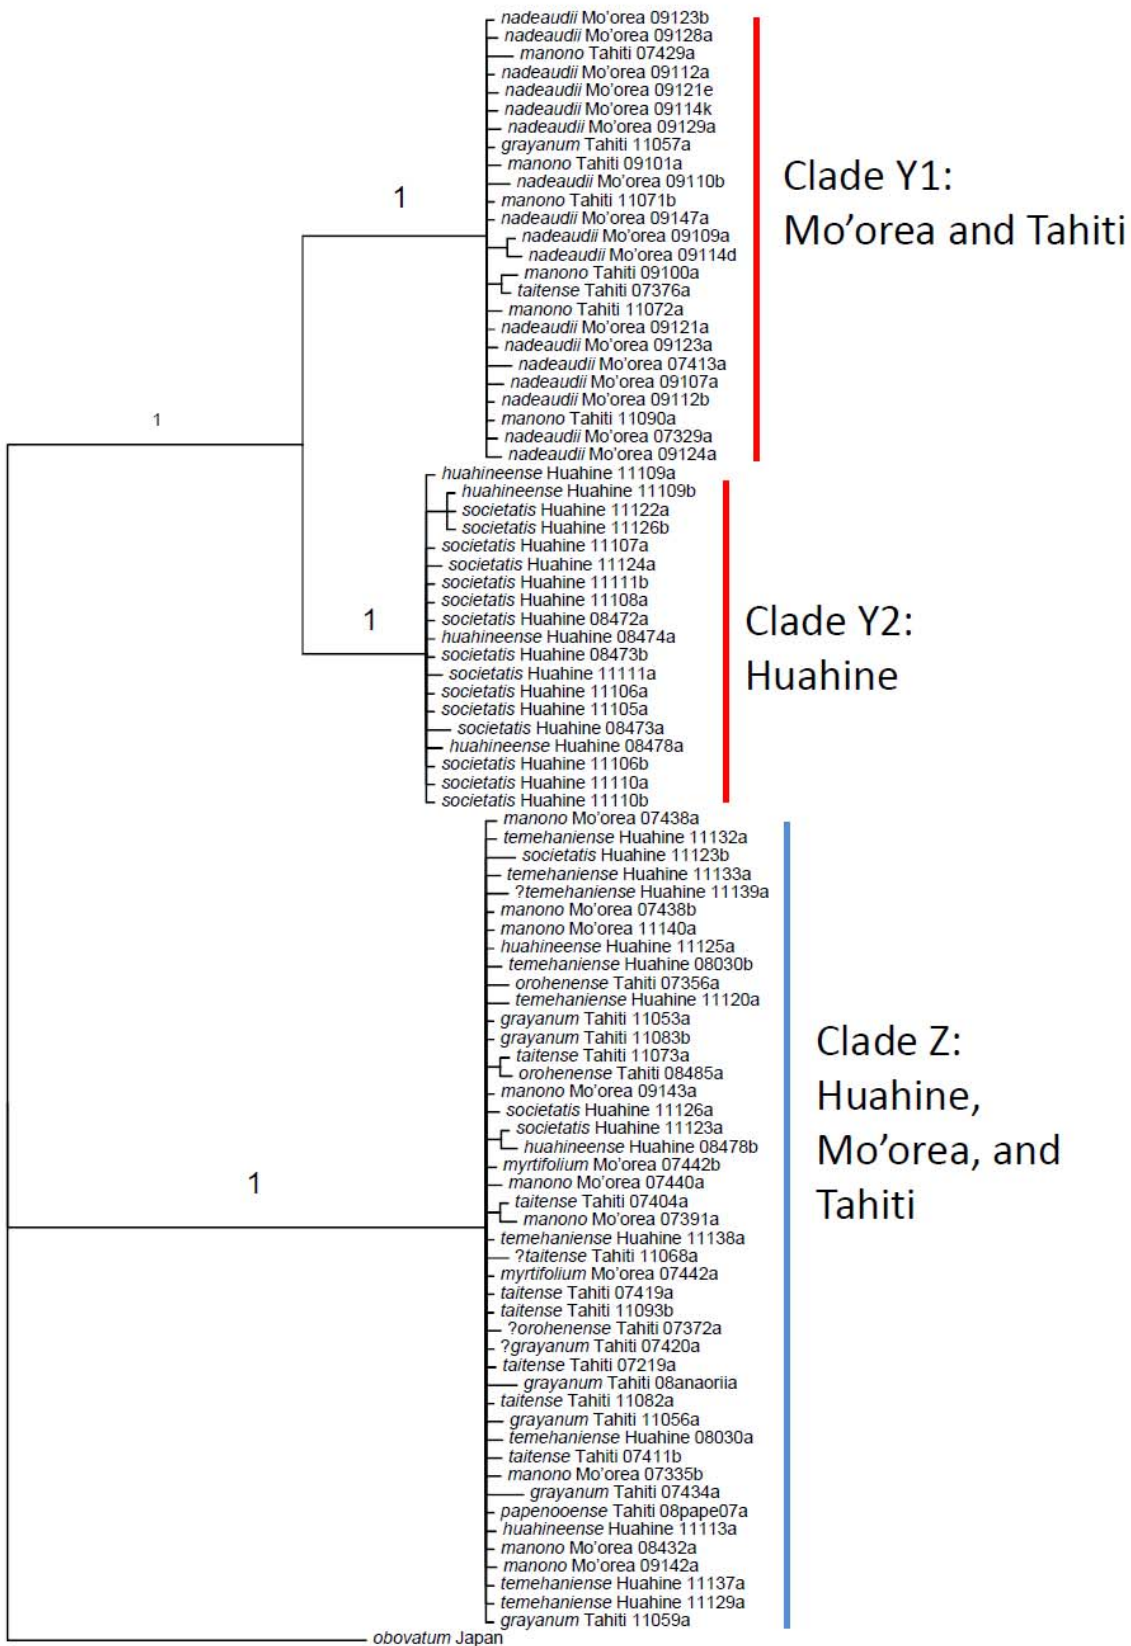 nadeaudii Mo'orea 09123b
nadeaudii Mo'orea 09128a
manono Tahiti 07429a
nadeaudii Mo'orea 09112a
nadeaudii Mo'orea 09121e
nadeaudii Mo'orea 09114k
nadeaudii Mo'orea 09129a
grayanum Tahiti 11057a
manono Tahiti 09101a
nadeaudii Mo'orea 09110b
manono Tahiti 11071b
nadeaudii Mo'orea 09147a
nadeaudii Mo'orea 09109a
nadeaudii Mo'orea 09114d
manono Tahiti 09100a
taitense Tahiti 07376a
manono Tahiti 11072a
nadeaudii Mo'orea 09121a
nadeaudii Mo'orea 09123a
nadeaudii Mo'orea 07413a
nadeaudii Mo'orea 09107a
nadeaudii Mo'orea 09112b
manono Tahiti 11090a
nadeaudii Mo'orea 07329a
nadeaudii Mo'orea 09124a
1
Clade Y1:
Mo'orea and Tahiti
1
huahineense Huahine 11109a
huahineense Huahine 11109b
societatis Huahine 11122a
societatis Huahine 11126b
societatis Huahine 11107a
societatis Huahine 11124a
societatis Huahine 11111b
societatis Huahine 11108a
societatis Huahine 08472a
huahineense Huahine 08474a
societatis Huahine 08473b
societatis Huahine 11111a
societatis Huahine 11106a
societatis Huahine 11105a
societatis Huahine 08473a
huahineense Huahine 08478a
societatis Huahine 11106b
societatis Huahine 11110a
societatis Huahine 11110b
1
Clade Y2:
Huahine
manono Mo'orea 07438a
temehaniense Huahine 11132a
societatis Huahine 11123b
temehaniense Huahine 11133a
?temehaniense Huahine 11139a
manono Mo'orea 07438b
manono Mo'orea 11140a
huahineense Huahine 11125a
temehaniense Huahine 08030b
orohenense Tahiti 07356a
temehaniense Huahine 11120a
grayanum Tahiti 11053a
grayanum Tahiti 11083b
taitense Tahiti 11073a
orohenense Tahiti 08485a
manono Mo'orea 09143a
societatis Huahine 11126a
societatis Huahine 11123a
huahineense Huahine 08478b
myrtifolium Mo'orea 07442b
manono Mo'orea 07440a
taitense Tahiti 07404a
manono Mo'orea 07391a
temehaniense Huahine 11138a
?taitense Tahiti 11068a
myrtifolium Mo'orea 07442a
taitense Tahiti 07419a
taitense Tahiti 11093b
?orohenense Tahiti 07372a
?grayanum Tahiti 07420a
taitense Tahiti 07219a
grayanum Tahiti 08anaoriia
taitense Tahiti 11082a
grayanum Tahiti 11056a
temehaniense Huahine 08030a
taitense Tahiti 07411b
manono Mo'orea 07335b
grayanum Tahiti 07434a
papenooense Tahiti 08pape07a
huahineense Huahine 11113a
manono Mo'orea 08432a
manono Mo'orea 09142a
temehaniense Huahine 11137a
temehaniense Huahine 11129a
grayanum Tahiti 11059a
1
Clade Z:
Huahine,
Mo'orea, and
Tahiti
obovatum Japan